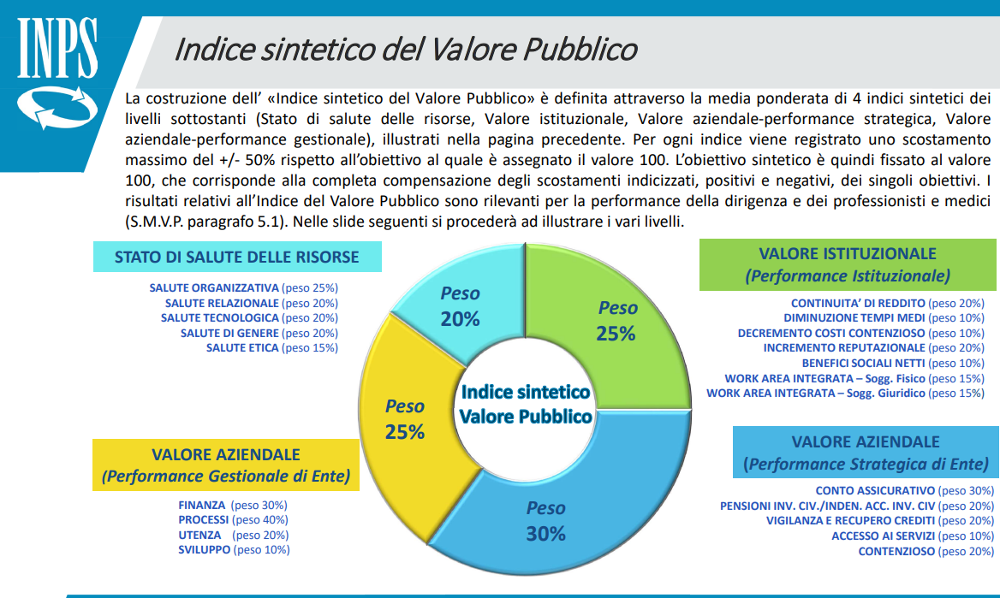 INPS
Indice sintetico del Valore Pubblico
La costruzione dell’ «Indice sintetico del Valore Pubblico» è definita attraverso la media ponderata di 4 indici sintetici dei
livelli sottostanti (Stato di salute delle risorse, Valore istituzionale, Valore aziendale-performance strategica, Valore
aziendale-performance gestionale), illustrati nella pagina precedente. Per ogni indice viene registrato uno scostamento
massimo del +/- 50% rispetto all’obiettivo al quale è assegnato il valore 100. L’obiettivo sintetico è quindi fissato al valore
100, che corrisponde alla completa compensazione degli scostamenti indicizzati, positivi e negativi, dei singoli obiettivi. I
risultati relativi all’Indice del Valore Pubblico sono rilevanti per la performance della dirigenza e dei professionisti e medici
(S.M.V.P. paragrafo 5.1). Nelle slide seguenti si procederà ad illustrare i vari livelli.
STATO DI SALUTE DELLE RISORSE
SALUTE ORGANIZZATIVA (peso 25%)
SALUTE RELAZIONALE (peso 20%)
SALUTE TECNOLOGICA (peso 20%)
SALUTE DI GENERE (peso 20%)
SALUTE ETICA (peso 15%)
Peso
20%
Peso
25%
VALORE ISTITUZIONALE
(Performance Istituzionale)
CONTINUITA’ DI REDDITO (peso 20%)
DIMINUZIONE TEMPI MEDI (peso 10%)
DECREMENTO COSTI CONTENZIOSO (peso 10%)
INCREMENTO REPUTAZIONALE (peso 20%)
BENEFICI SOCIALI NETTI (peso 10%)
WORK AREA INTEGRATA – Sogg. Fisico (peso 15%)
WORK AREA INTEGRATA – Sogg. Giuridico (peso 15%)
Indice sintetico
Valore Pubblico
Peso
25%
VALORE AZIENDALE
(Performance Gestionale di Ente)
FINANZA (peso 30%)
PROCESSI (peso 40%)
UTENZA (peso 20%)
SVILUPPO (peso 10%)
Peso
30%
VALORE AZIENDALE
(Performance Strategica di Ente)
CONTO ASSICURATIVO (peso 30%)
PENSIONI INV. CIV./INDEN. ACC. INV. CIV (peso 20%)
VIGILANZA E RECUPERO CREDITI (peso 20%)
ACCESSO AI SERVIZI (peso 10%)
CONTENZIOSO (peso 20%)